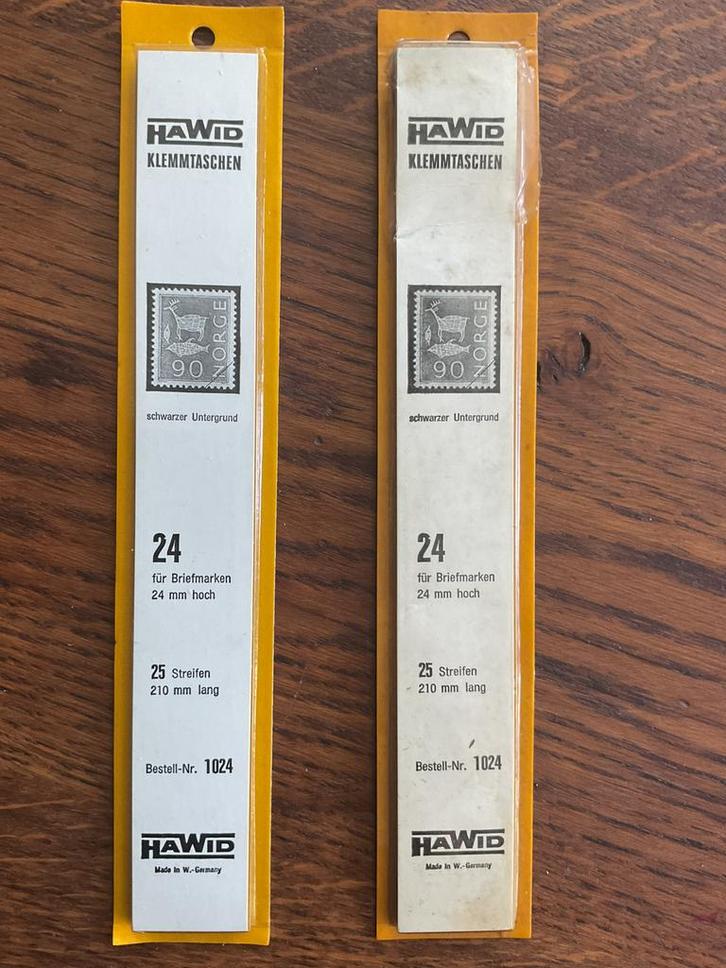 HAWID
KLEMMTASCHEN
NORGE
90
schwarzer Untergrund
24
für Briefmarken
24 mm hoch
25 Streifen
210 mm lang
Bestell-Nr. 1024
HAWID
Made in W.-Germany
HAWID
KLEMMTASCHEN
NORGE
90
schwarzer Untergrund
24
für Briefmarken
24 mm hoch
25 Streifen
210 mm lang
Bestell-Nr. 1024
HAWID
Made in W.-Germany